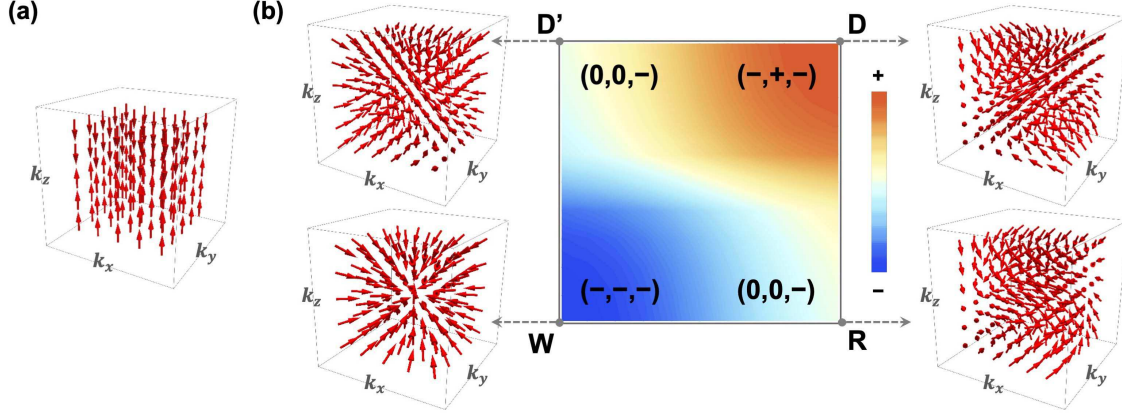 (a)
(b)
D'
D
k_z
k_x
k_y
(0,0,−)
(−,+,−)
+
k_z
k_x
k_y
k_z
k_x
k_y
k_z
k_x
k_y
(−,−,−)
(0,0,−)
−
k_z
k_x
k_y
W
R